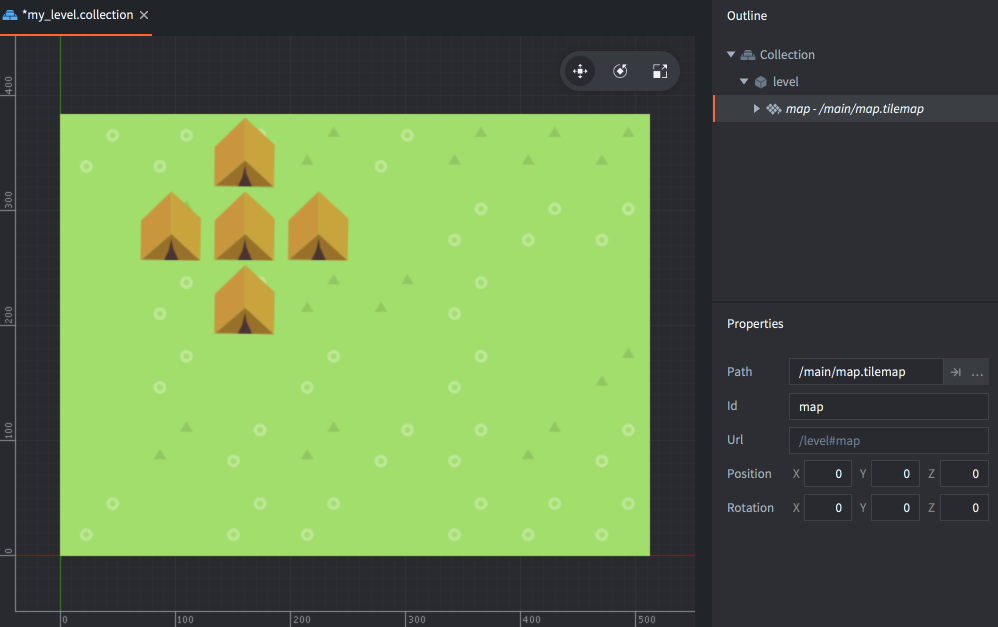 *my_level.collection
Outline
Collection
level
map - /main/map.tilemap
400
300
200
100
0
0
100
200
300
400
500
Properties
Path /main/map.tilemap ...
Id map
Url /level#map
Position X 0 Y 0 Z 0
Rotation X 0 Y 0 Z 0